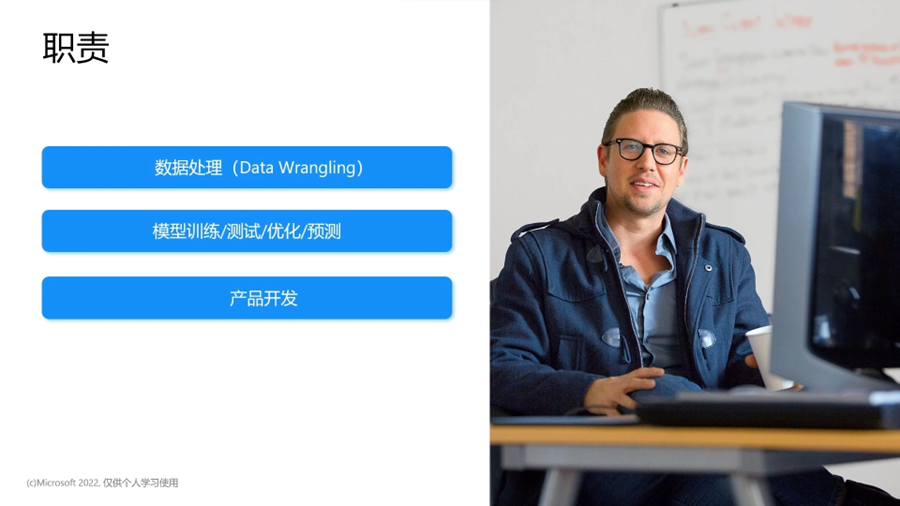 职责
数据处理（Data Wrangling）
模型训练/测试/优化/预测
产品开发
(c)Microsoft 2022, 仅供个人学习使用